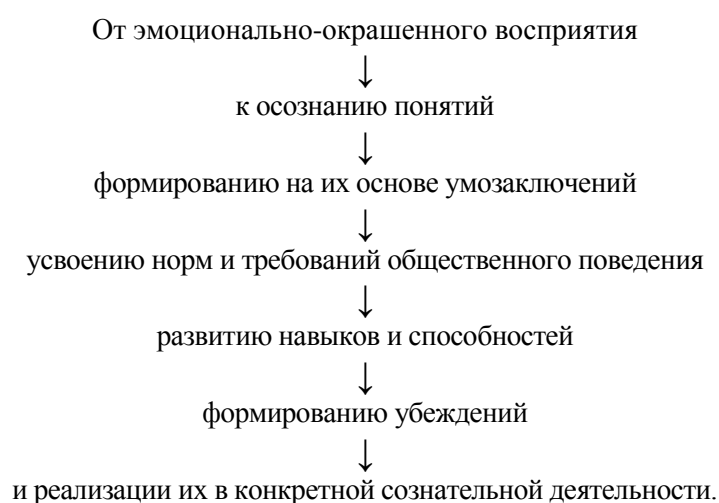 От эмоционально-окрашенного восприятия
↓
к осознанию понятий
↓
формированию на их основе умозаключений
↓
усвоению норм и требований общественного поведения
↓
развитию навыков и способностей
↓
формированию убеждений
↓
и реализации их в конкретной сознательной деятельности.